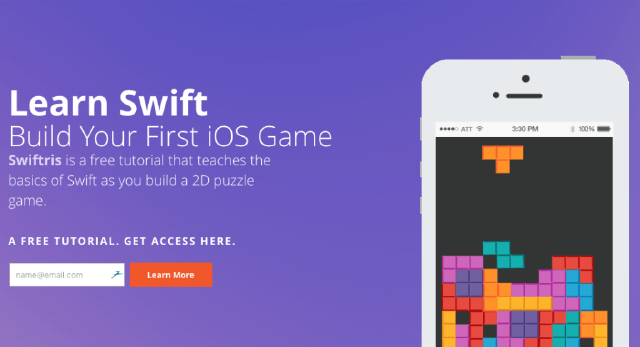 Learn Swift
Build Your First iOS Game
Swiftris is a free tutorial that teaches the
basics of Swift as you build a 2D puzzle
game.
A FREE TUTORIAL. GET ACCESS HERE.
name@email.com
Learn More
ATT 3:30 PM 100%